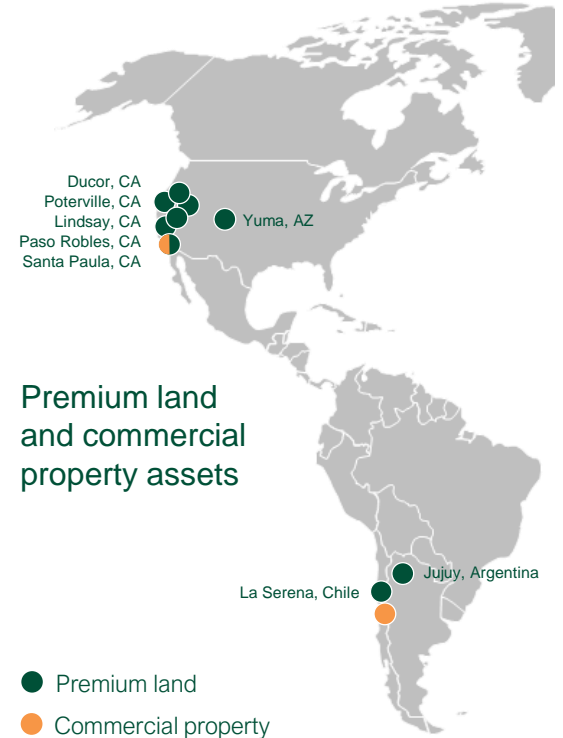 Ducor, CA
Poterville, CA
Lindsay, CA
Paso Robles, CA
Santa Paula, CA
Yuma, AZ
Premium land
and commercial
property assets
Jujuy, Argentina
La Serena, Chile
Premium land
Commercial property